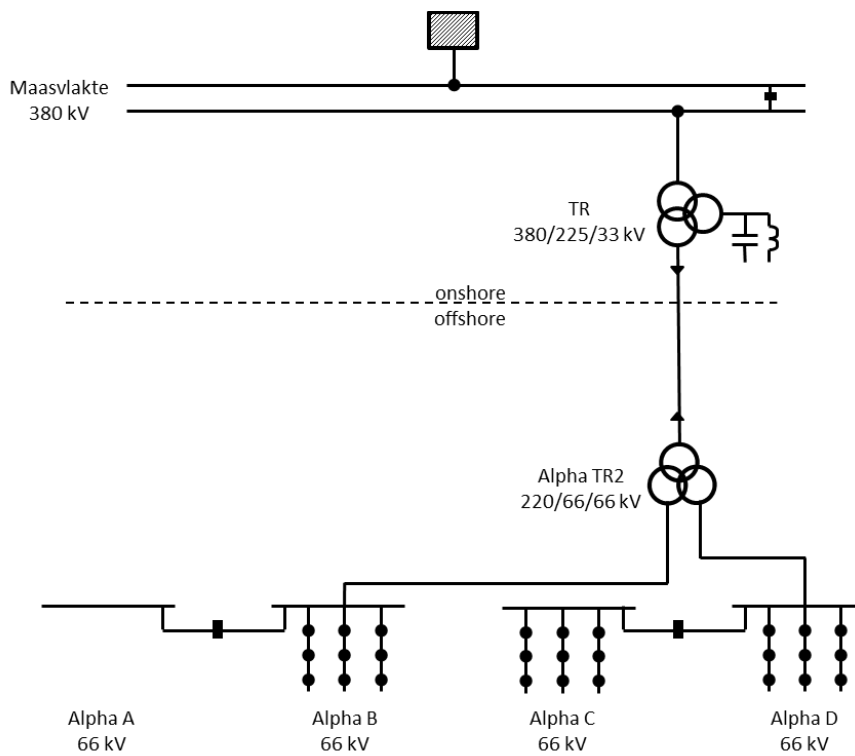 Maasvlakte
380 kV
TR
380/225/33 kV
onshore
offshore
Alpha TR2
220/66/66 kV
Alpha A
66 kV
Alpha B
66 kV
Alpha C
66 kV
Alpha D
66 kV